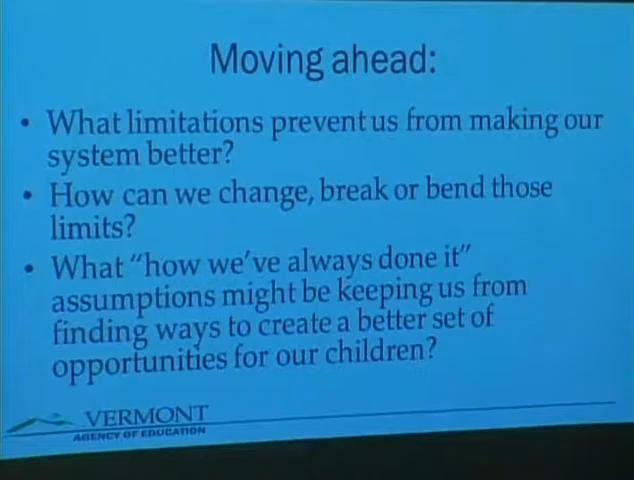 Moving ahead:
• What limitations prevent us from making our
system better?
• How can we change, break or bend those
limits?
• What “how we’ve always done it”
assumptions might be keeping us from
finding ways to create a better set of
opportunities for our children?
VERMONT
AGENCY OF EDUCATION